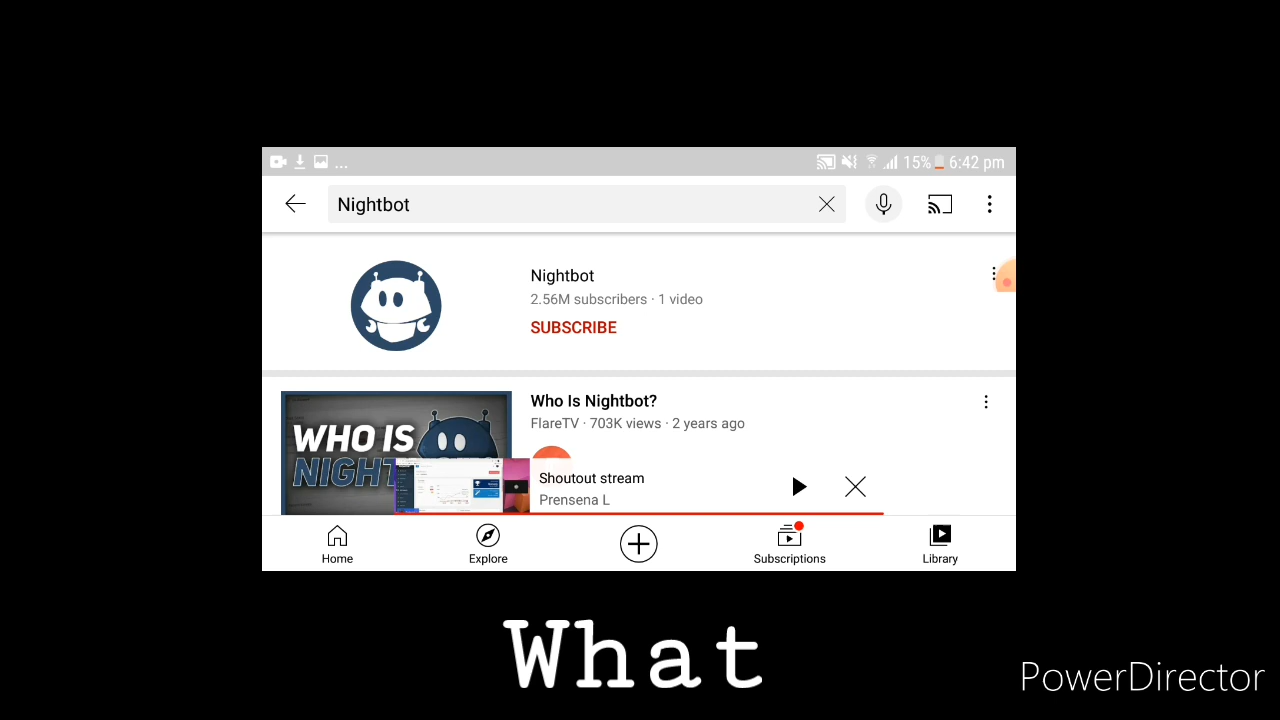 ... 15% 6:42 pm
Nightbot
Nightbot
2.56M subscribers · 1 video
SUBSCRIBE
Who Is Nightbot?
FlareTV · 703K views · 2 years ago
WHO IS
NIGHT
Shoutout stream
Prensena L
Home Explore Subscriptions Library
What
PowerDirector